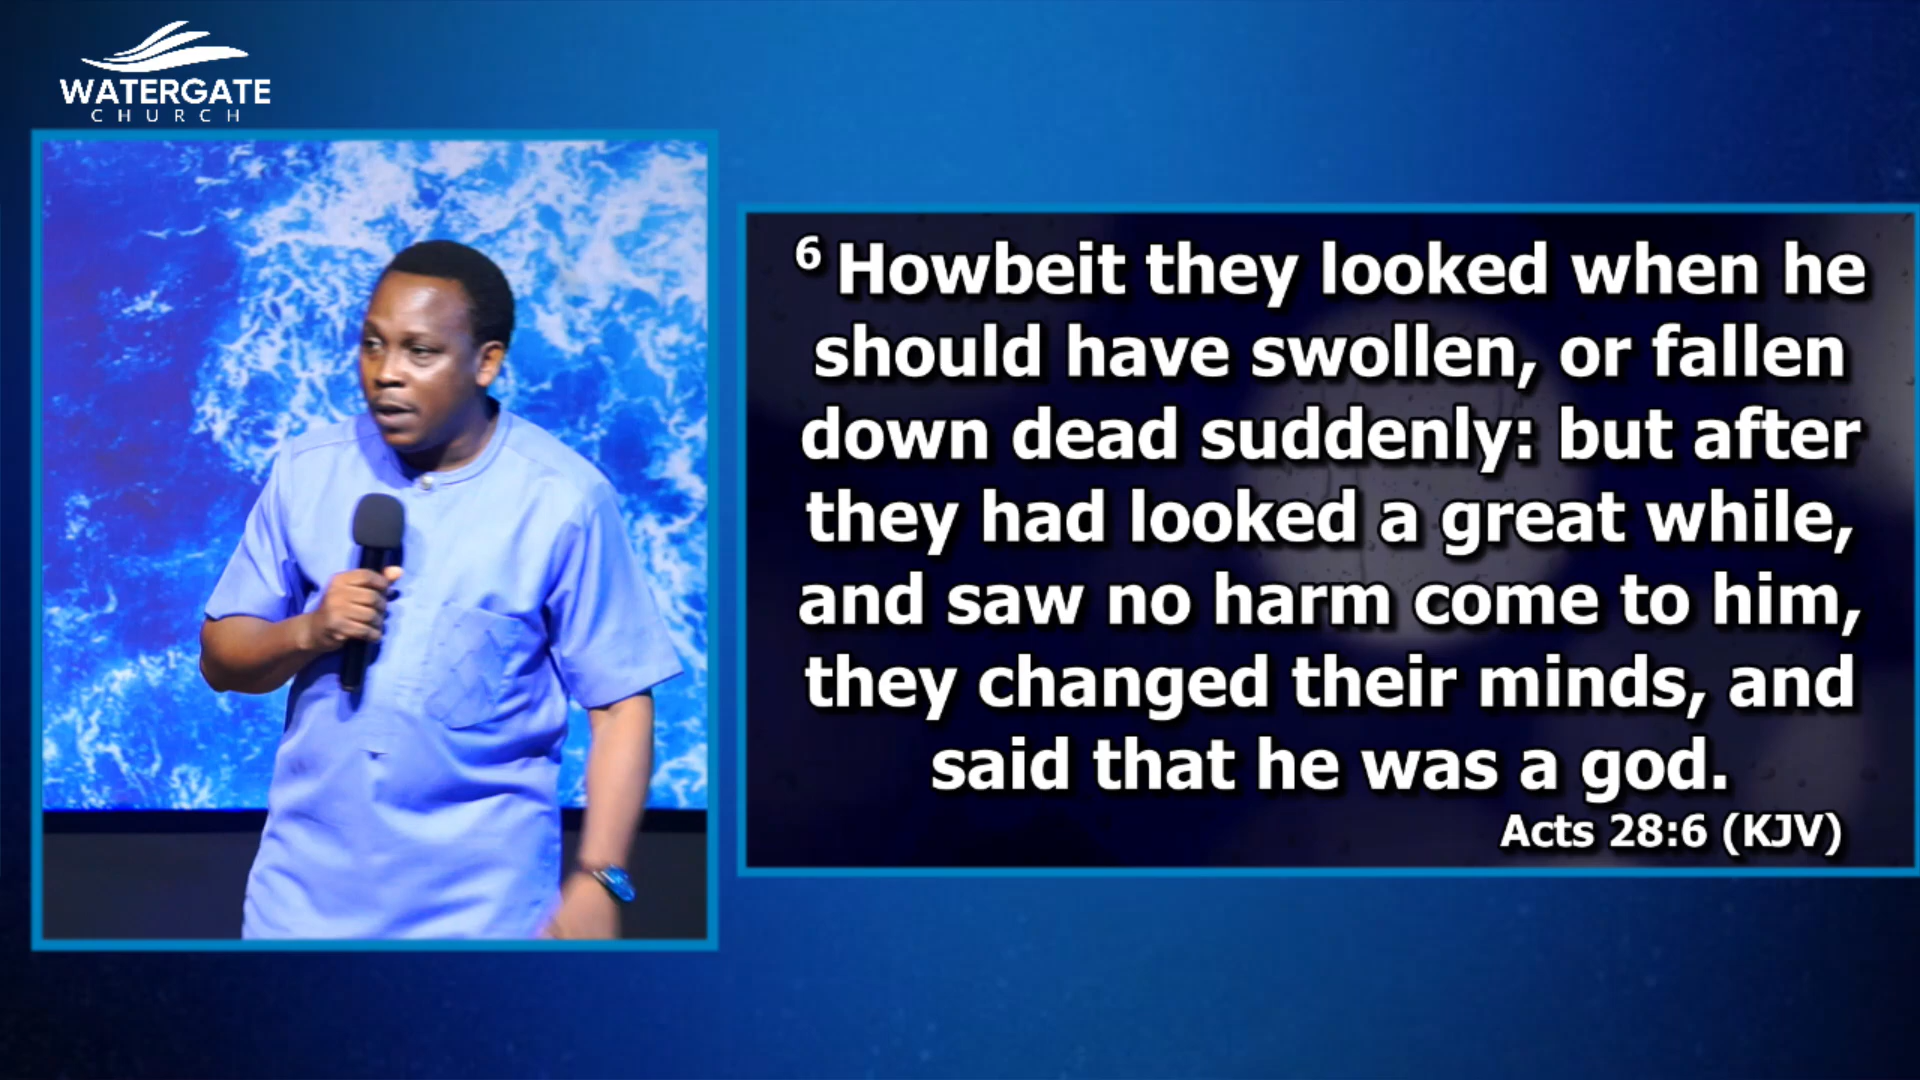 WATERGATE
CHURCH
6 Howbeit they looked when he
should have swollen, or fallen
down dead suddenly: but after
they had looked a great while,
and saw no harm come to him,
they changed their minds, and
said that he was a god.
Acts 28:6 (KJV)